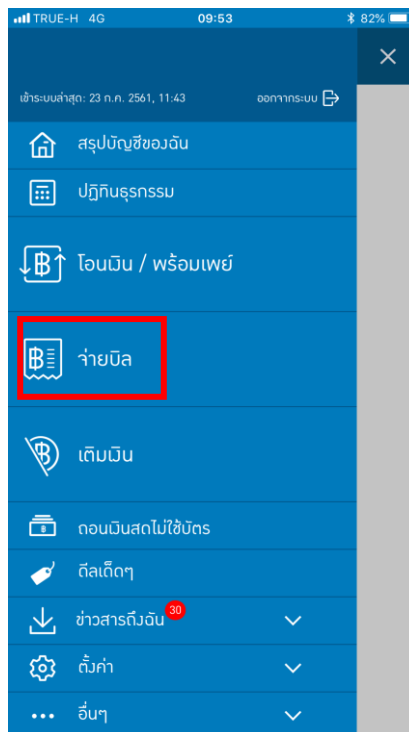 TRUE-H 4G 09:53 82%
เข้าระบบล่าสุด: 23 ก.ค. 2561, 11:43 ออกจากระบบ
สรุปบัญชีของฉัน
ปฏิทินธุรกรรม
โอนเงิน / พร้อมเพย์
จ่ายบิล
เติมเงิน
ถอนเงินสดไม่ใช้บัตร
ดีลเด็ดๆ
ข่าวสารถึงฉัน 30
ตั้งค่า
อื่นๆ